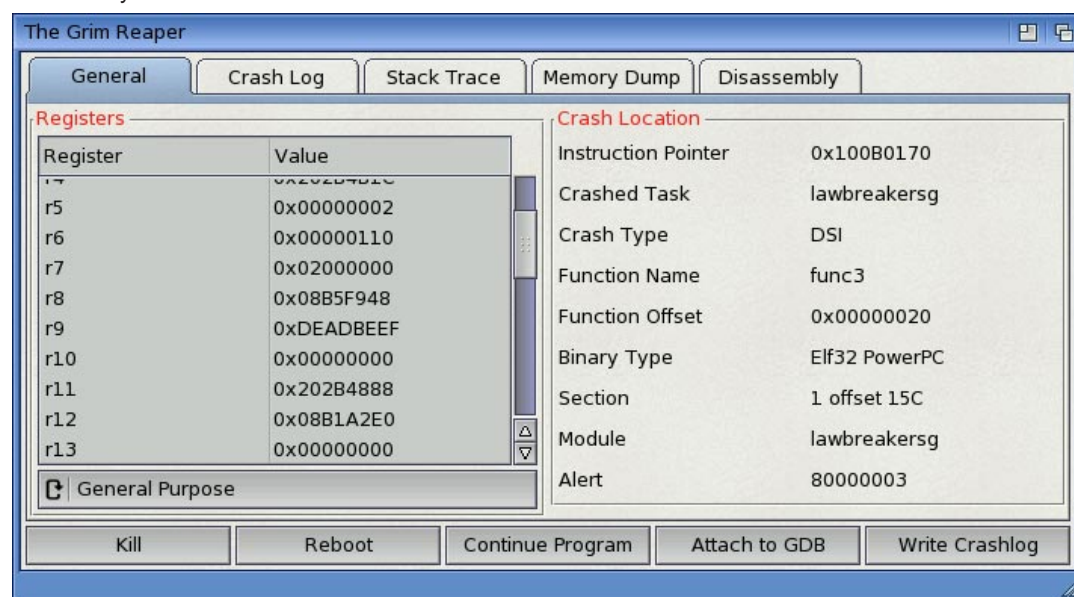 The Grim Reaper
General Crash Log Stack Trace Memory Dump Disassembly
Registers
Register Value
r5 0x00000002
r6 0x00000110
r7 0x02000000
r8 0x08B5F948
r9 0xDEADBEEF
r10 0x00000000
r11 0x202B4888
r12 0x08B1A2E0
r13 0x00000000
General Purpose
Crash Location
Instruction Pointer 0x100B0170
Crashed Task lawbreakersg
Crash Type DSI
Function Name func3
Function Offset 0x00000020
Binary Type Elf32 PowerPC
Section 1 offset 15C
Module lawbreakersg
Alert 80000003
Kill Reboot Continue Program Attach to GDB Write Crashlog